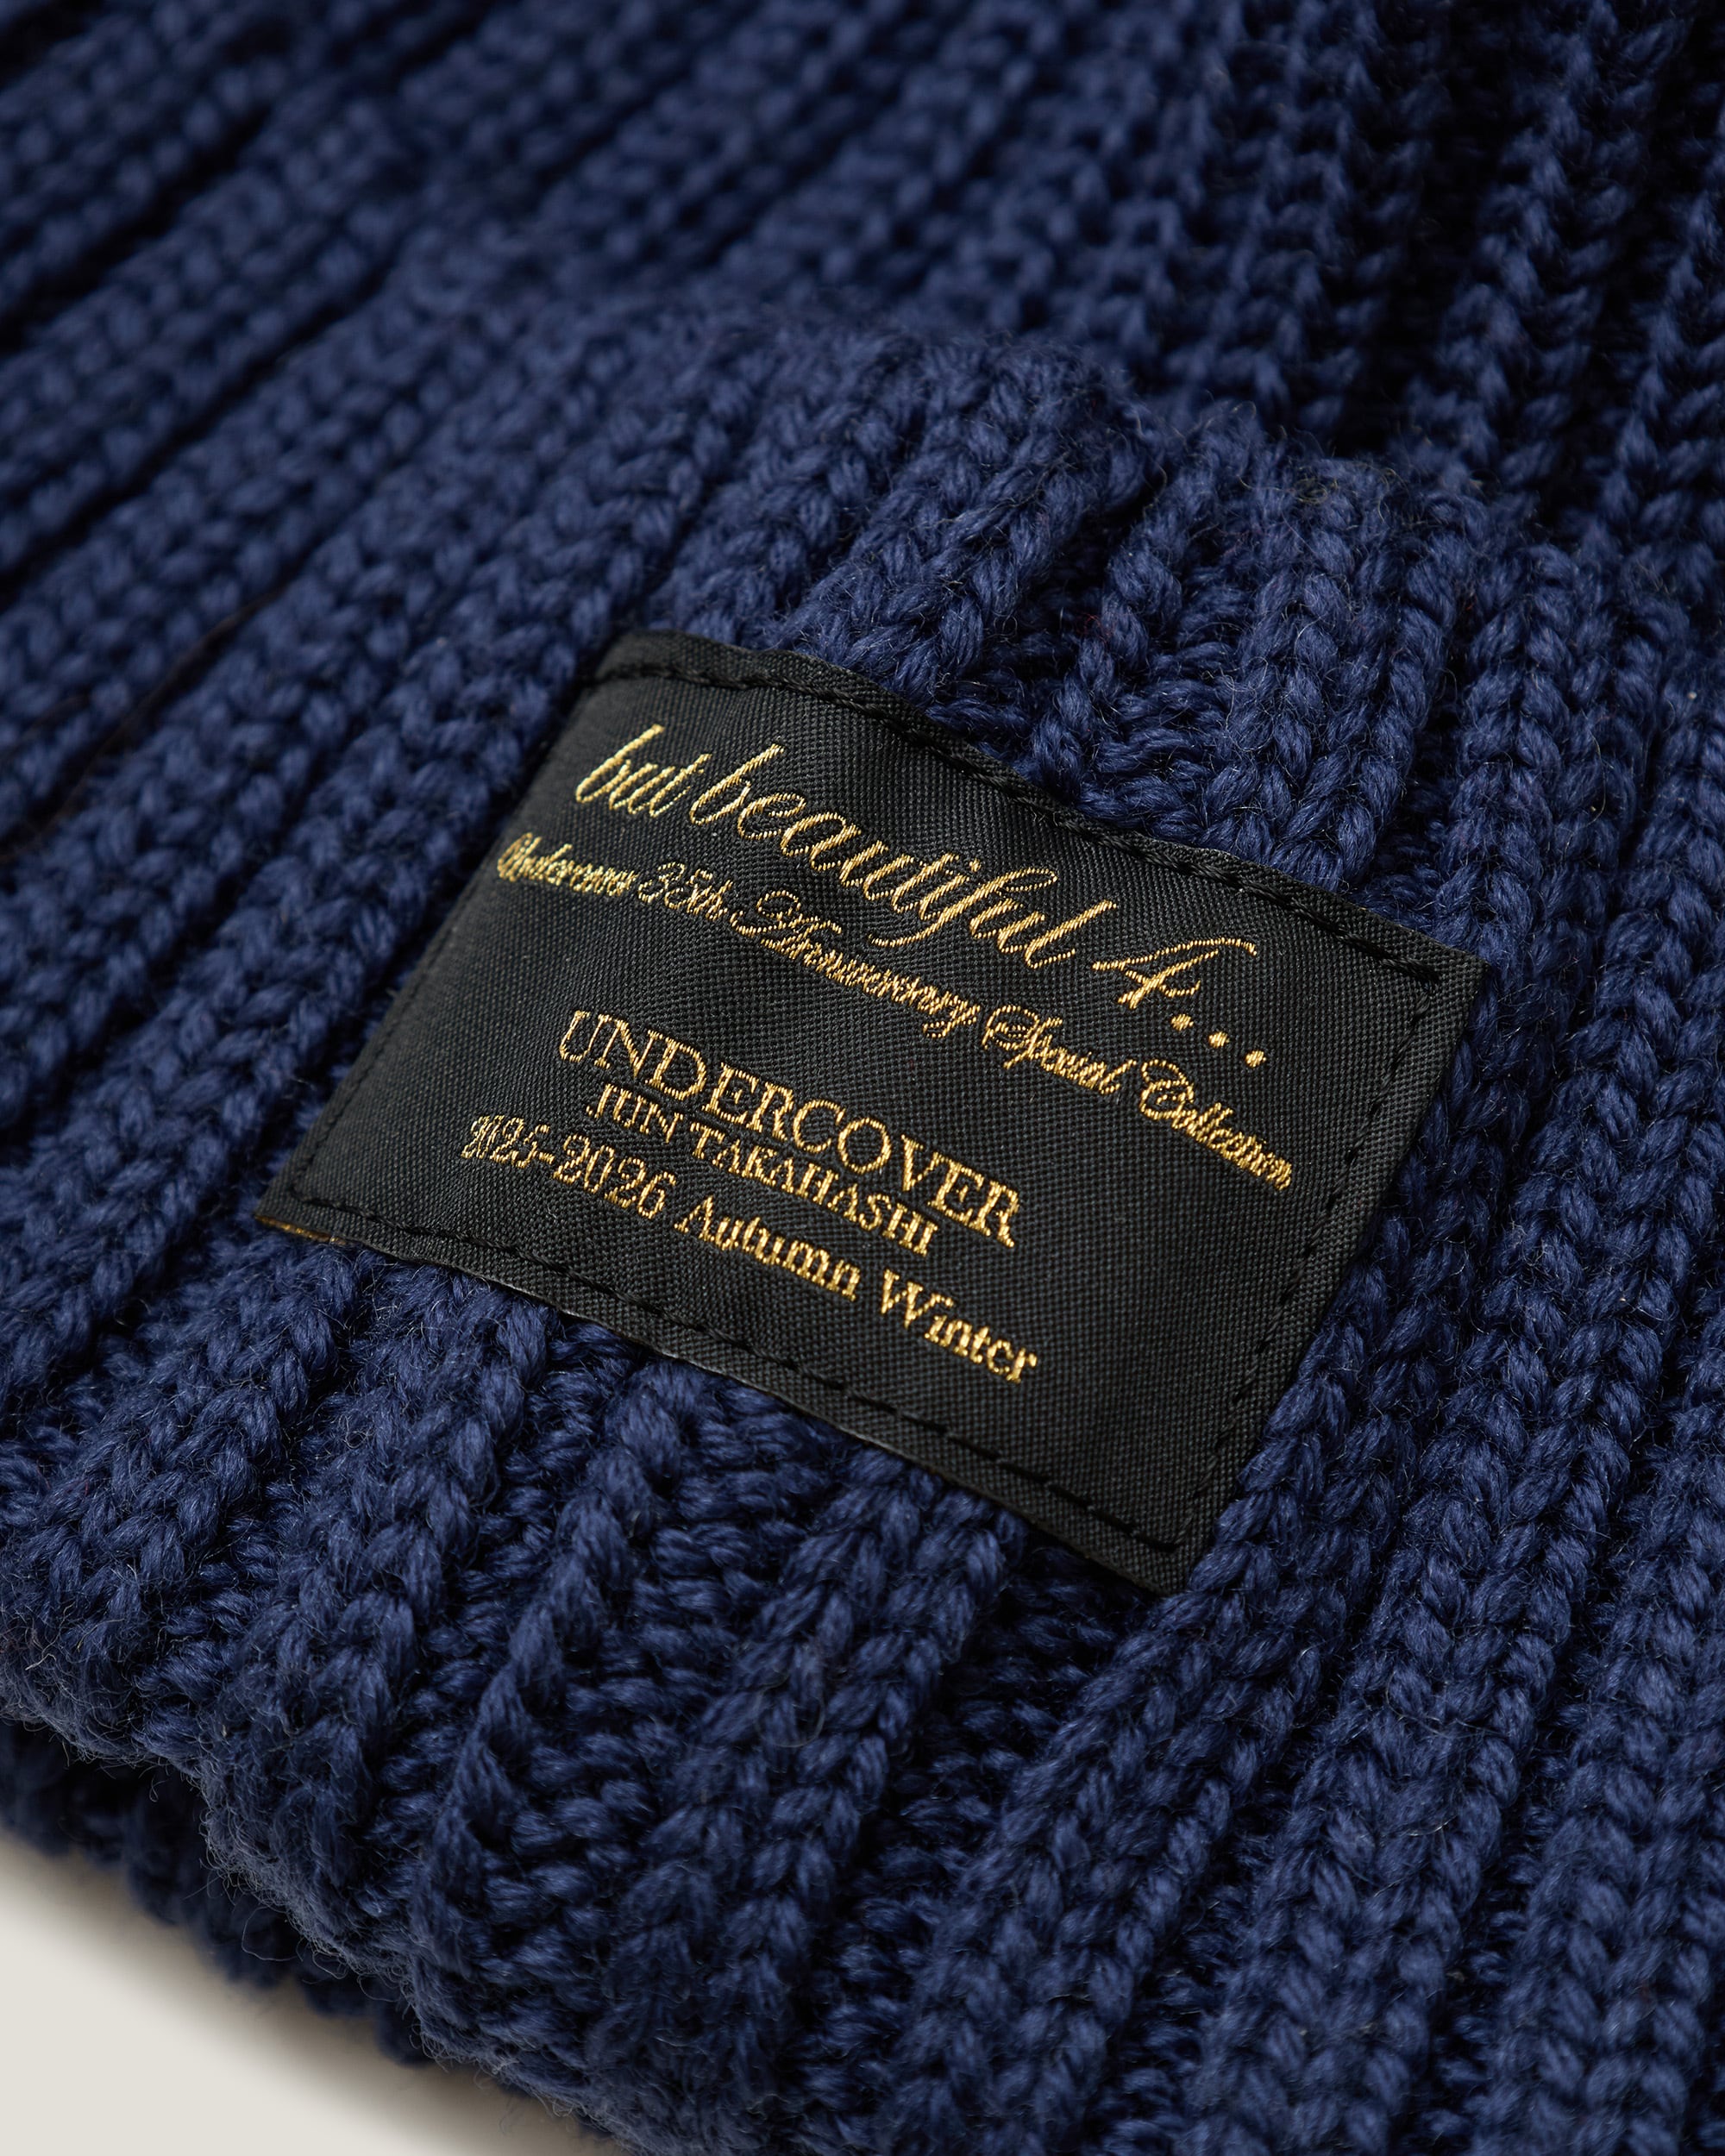 but beautiful 4...
Undercover 35th Anniversary Special Collection
UNDERCOVER
JUN TAKAHASHI
2025-2026 Autumn Winter